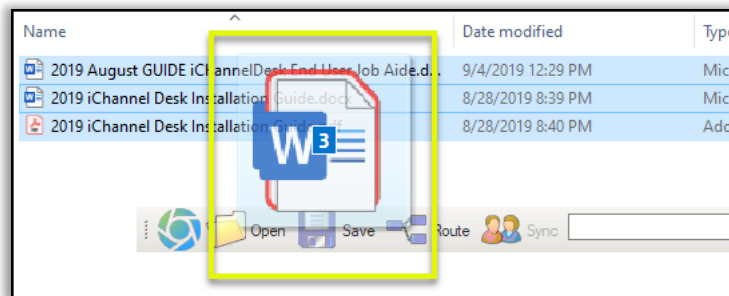 Name Date modified Type
2019 August GUIDE iChannelDesk End User Job Aide.d... 9/4/2019 12:29 PM Mic
2019 iChannel Desk Installation Guide.docx 8/28/2019 8:39 PM Mic
2019 iChannel Desk Installation Guide.pdf 8/28/2019 8:40 PM Ado
W 3
Open Save Route Sync